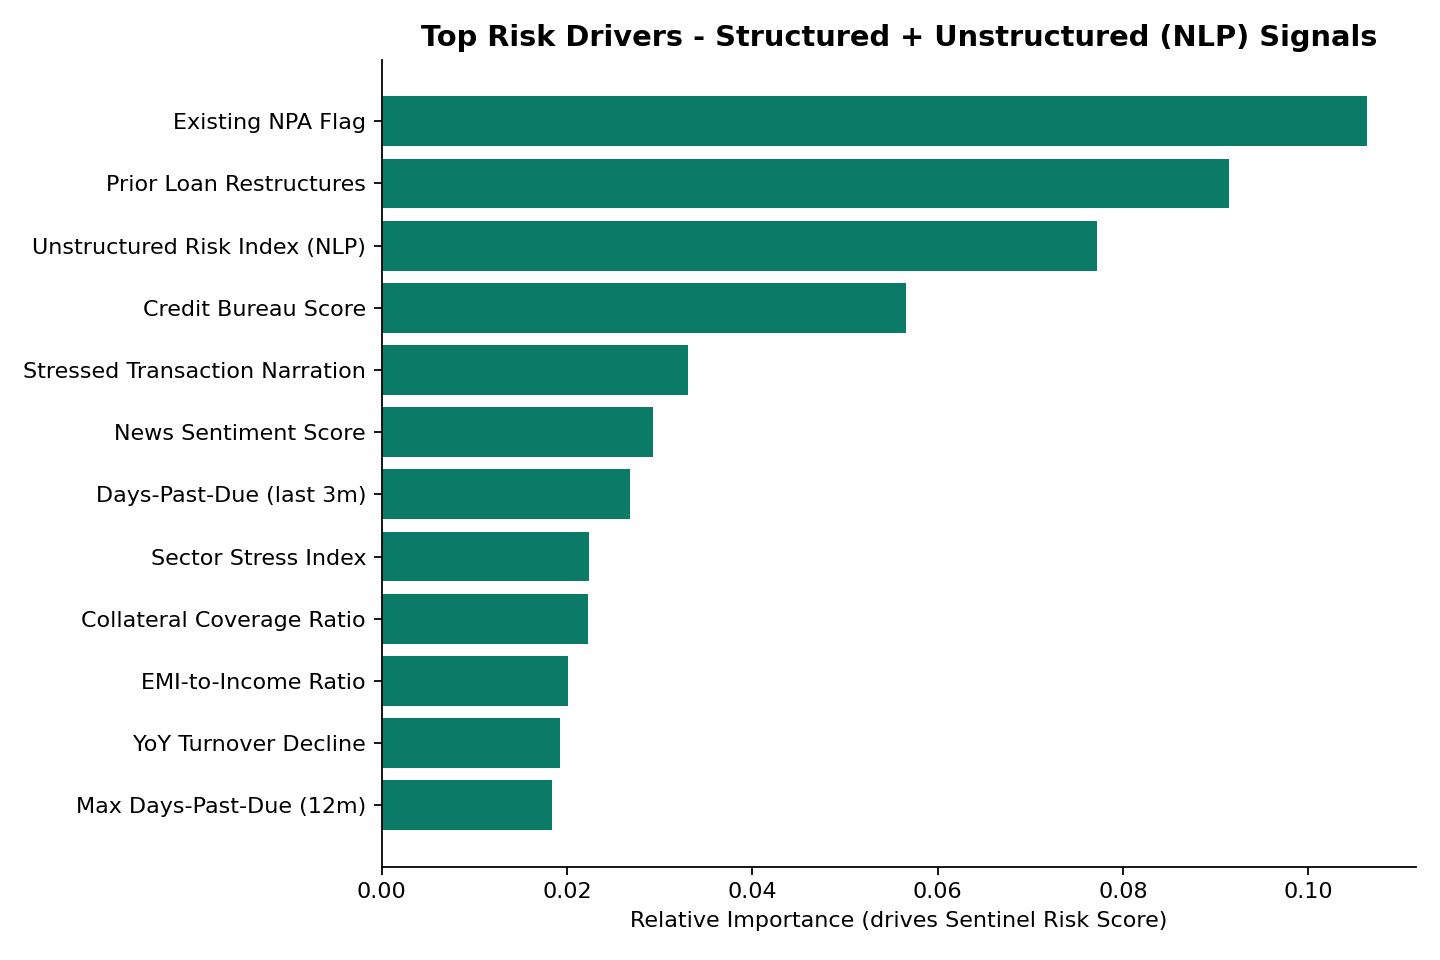 Top Risk Drivers - Structured + Unstructured (NLP) Signals
Existing NPA Flag
Prior Loan Restructures
Unstructured Risk Index (NLP)
Credit Bureau Score
Stressed Transaction Narration
News Sentiment Score
Days-Past-Due (last 3m)
Sector Stress Index
Collateral Coverage Ratio
EMI-to-Income Ratio
YoY Turnover Decline
Max Days-Past-Due (12m)
0.00 0.02 0.04 0.06 0.08 0.10
Relative Importance (drives Sentinel Risk Score)